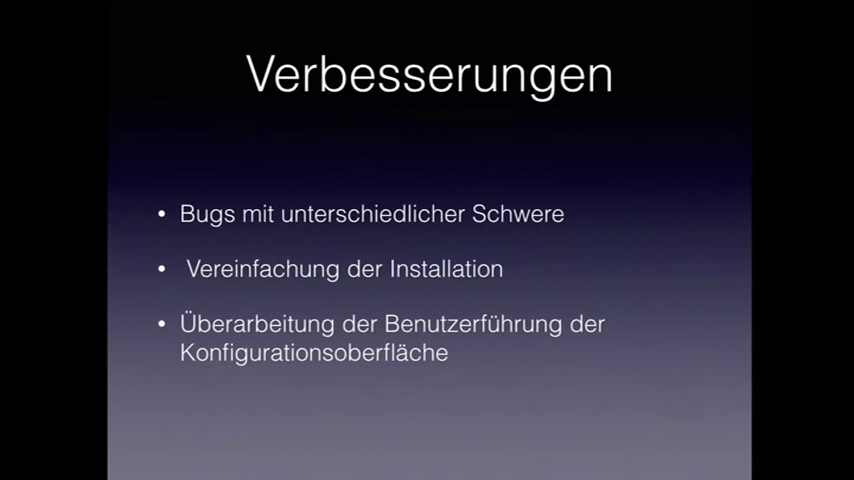 Verbesserungen
• Bugs mit unterschiedlicher Schwere
• Vereinfachung der Installation
• Überarbeitung der Benutzerführung der
Konfigurationsoberfläche